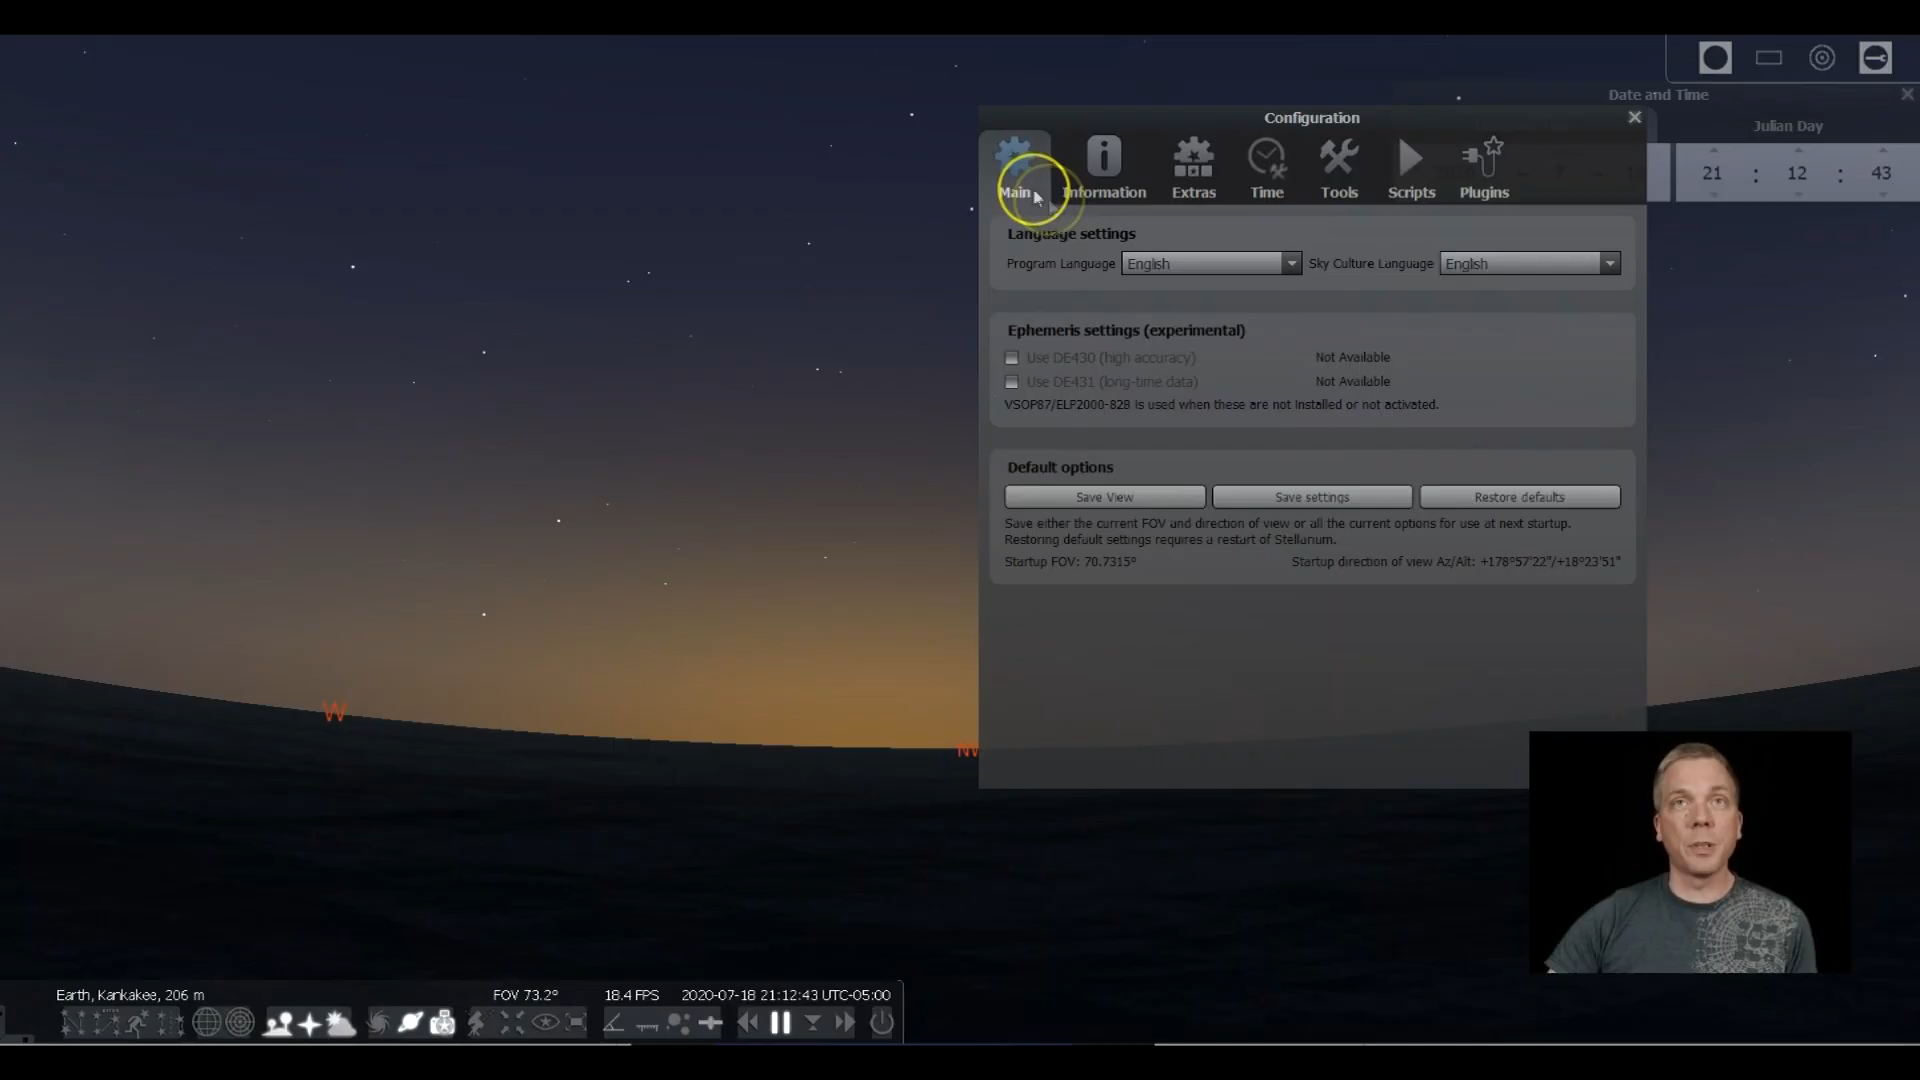 Date and Time
Configuration
Julian Day
21 : 12 : 43
Main
Information
Extras
Time
Tools
Scripts
Plugins
Language settings
Program Language English Sky Culture Language English
Ephemeris settings (experimental)
Use DE430 (high accuracy) Not Available
Use DE431 (long-time data) Not Available
VSOP87/ELP2000-82B is used when these are not installed or not activated.
Default options
Save View Save settings Restore defaults
Save either the current FOV and direction of view or all the current options for use at next startup.
Restoring default settings requires a restart of Stellarium.
Startup FOV: 70.7315° Startup direction of view Az/Alt: +178°57'22"/+18°23'51"
W
NW
Earth, Kankakee, 206 m FOV 73.2° 18.4 FPS 2020-07-18 21:12:43 UTC-05:00